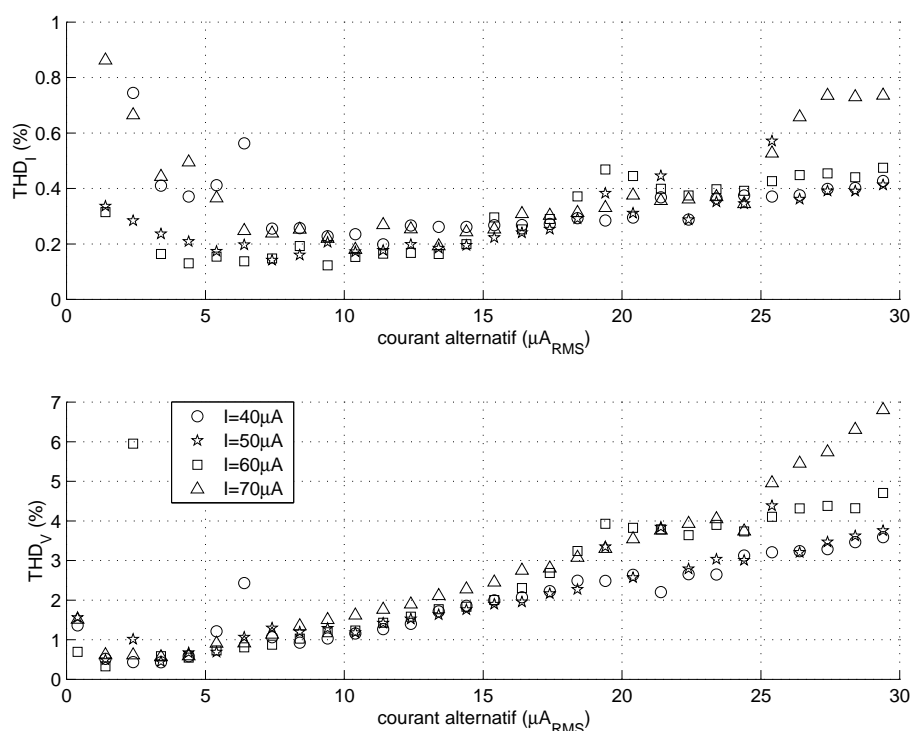 1
0.8
0.6
0.4
0.2
0
THD_I (%)
0 5 10 15 20 25 30
courant alternatif (μA_RMS)
7
6
5
4
3
2
1
0
THD_V (%)
I=40μA
I=50μA
I=60μA
I=70μA
0 5 10 15 20 25 30
courant alternatif (μA_RMS)